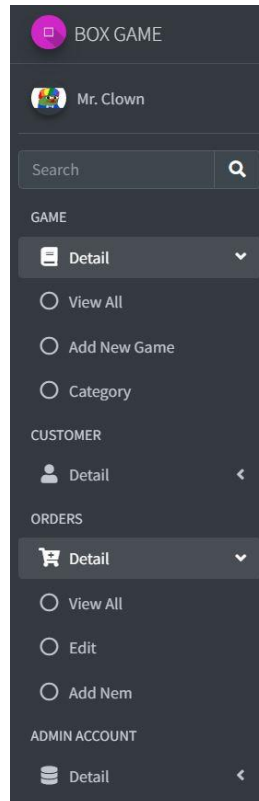 BOX GAME
Mr. Clown
Search
GAME
Detail
View All
Add New Game
Category
CUSTOMER
Detail
ORDERS
Detail
View All
Edit
Add Nem
ADMIN ACCOUNT
Detail